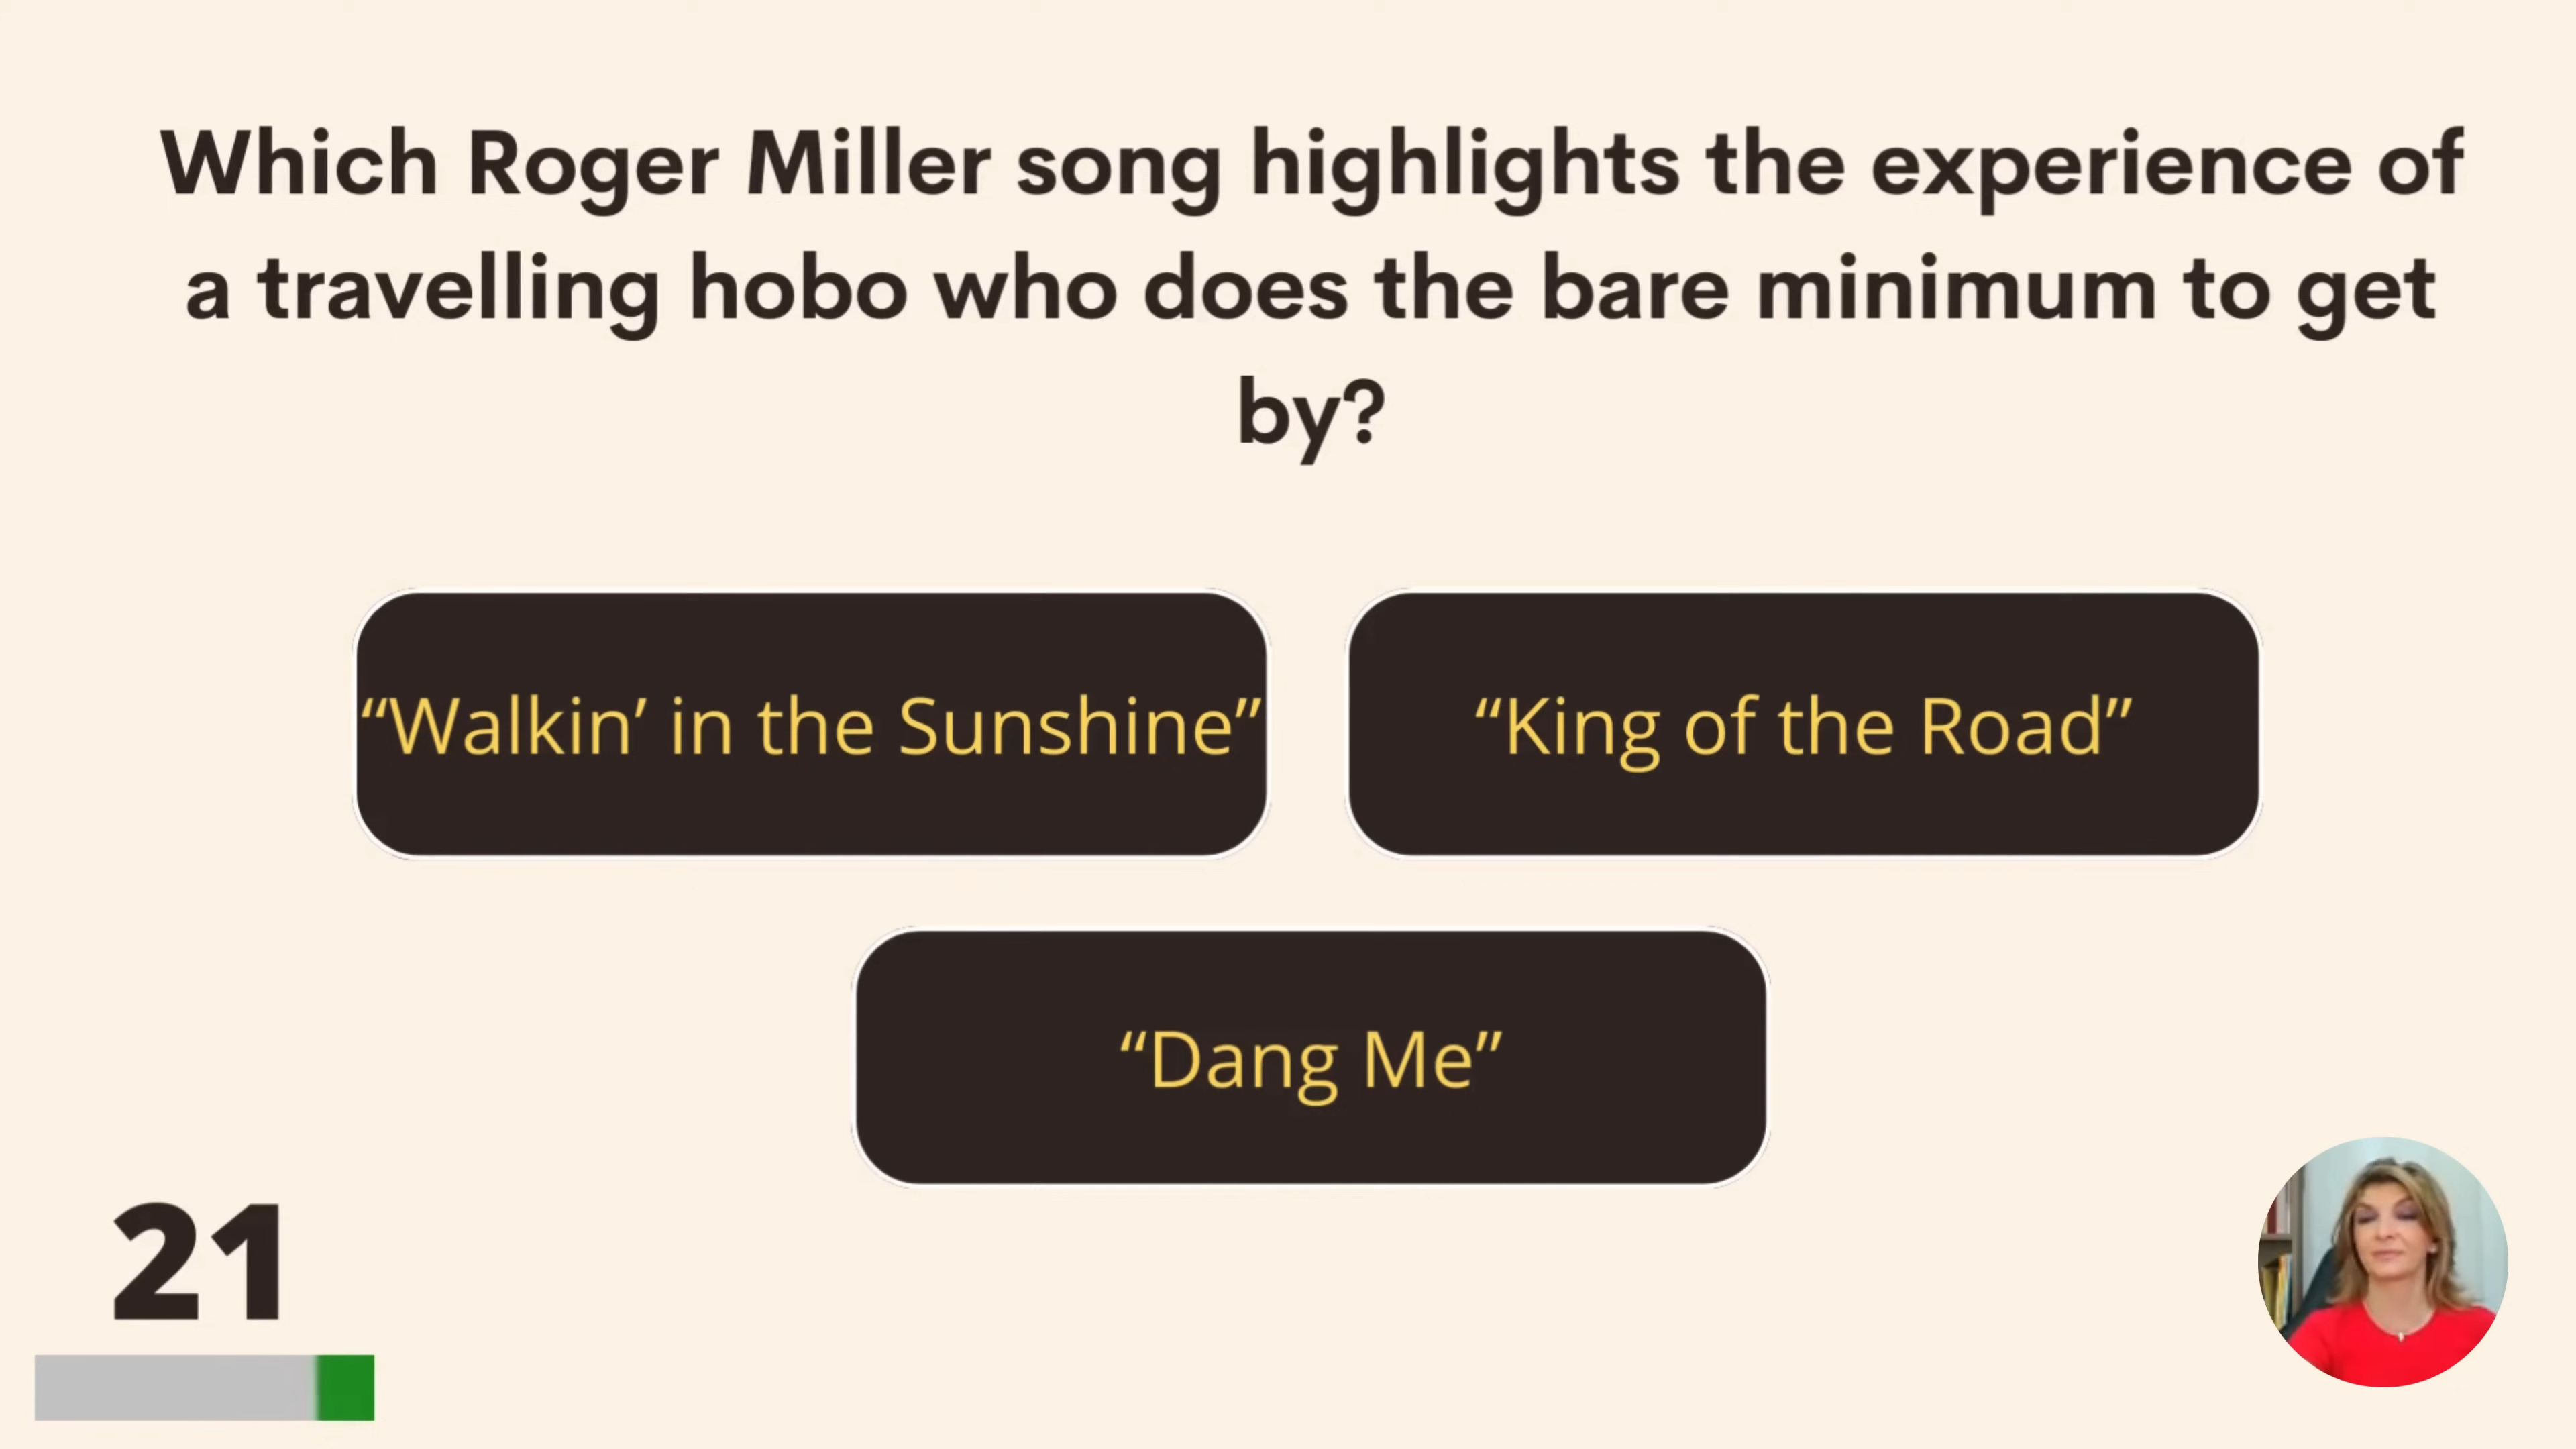 Which Roger Miller song highlights the experience of
a travelling hobo who does the bare minimum to get
by?
“Walkin’ in the Sunshine”
“King of the Road”
“Dang Me”
21